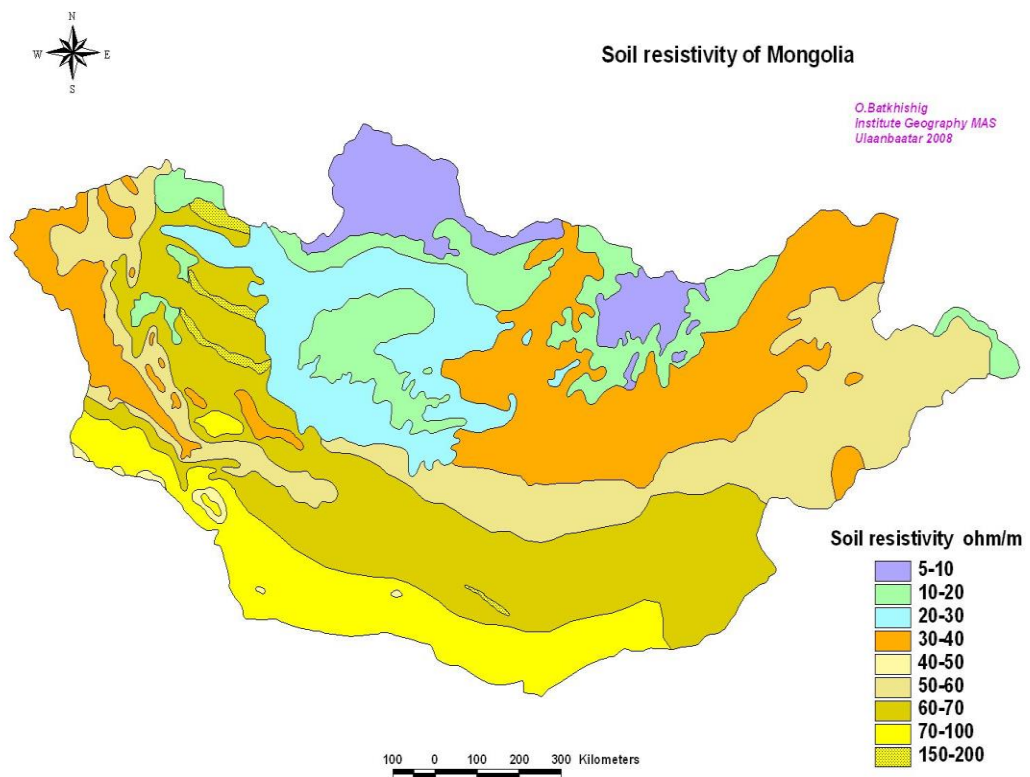 N
W E
S
Soil resistivity of Mongolia
O.Batkhishig
Institute Geography MAS
Ulaanbaatar 2008
Soil resistivity ohm/m
5-10
10-20
20-30
30-40
40-50
50-60
60-70
70-100
150-200
100 0 100 200 300 Kilometers